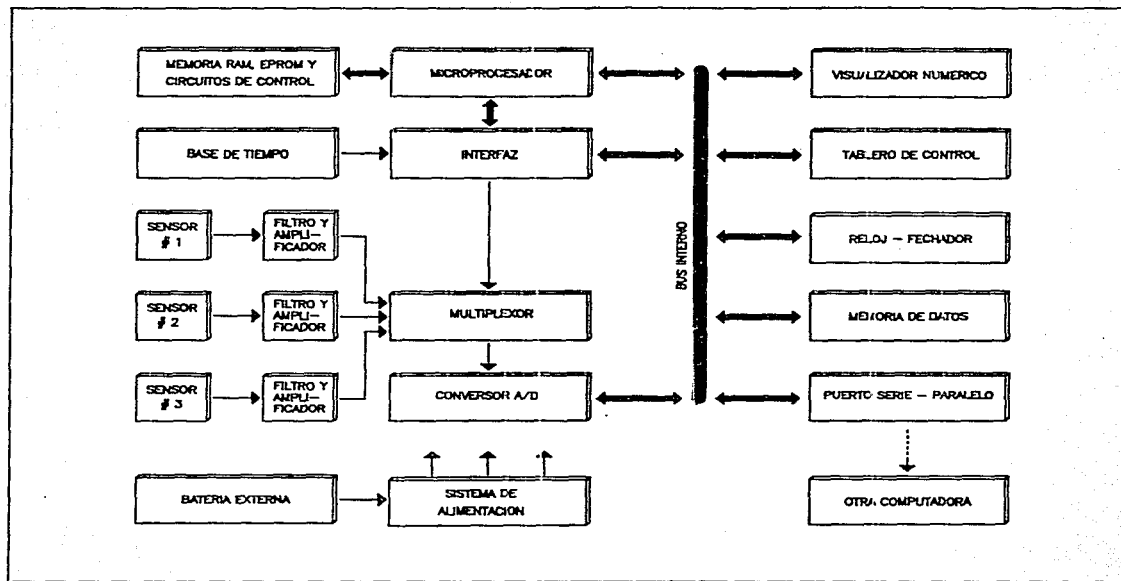 MEMORIA RAM, EPROM Y
CIRCUITOS DE CONTROL
MICROPROCESADOR
VISUALIZADOR NUMERICO
BASE DE TIEMPO
INTERFAZ
TABLERO DE CONTROL
SENSOR
# 1
FILTRO Y
AMPLI-
FICADOR
BUS INTERNO
RELOJ - FECHADOR
SENSOR
# 2
FILTRO Y
AMPLI-
FICADOR
MULTIPLEXOR
MEMORIA DE DATOS
SENSOR
# 3
FILTRO Y
AMPLI-
FICADOR
CONVERSOR A/D
PUERTO SERIE - PARALELO
BATERIA EXTERNA
SISTEMA DE
ALIMENTACION
OTRA COMPUTADORA